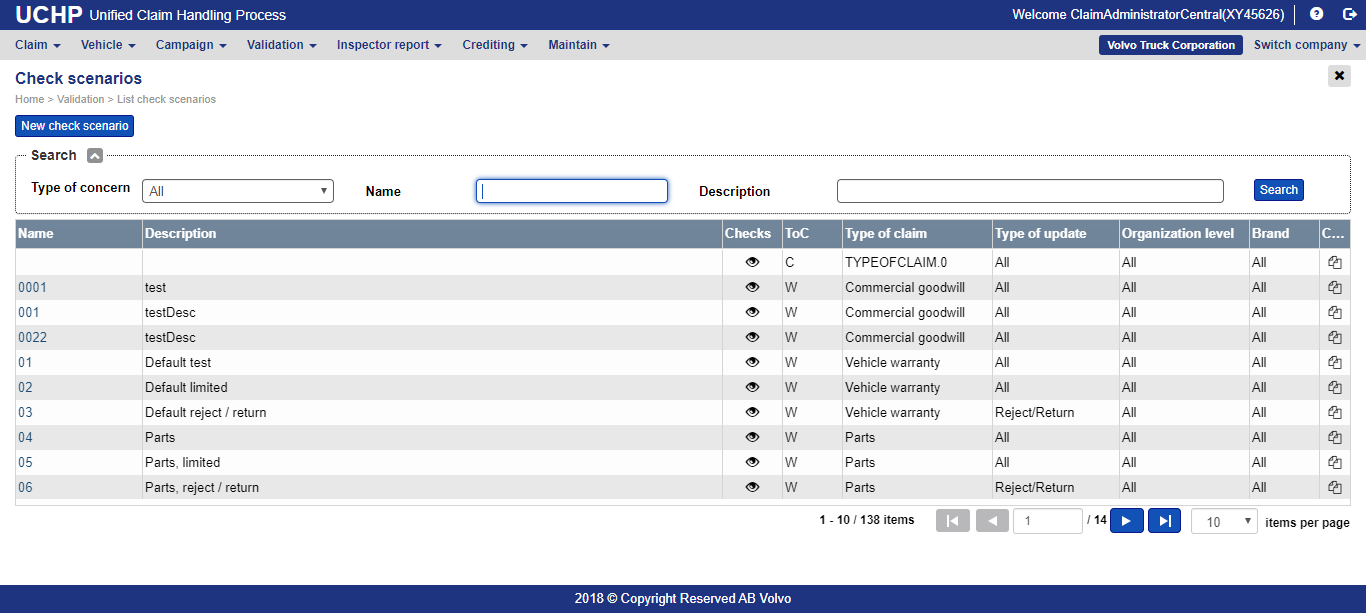 UCHP Unified Claim Handling Process Welcome ClaimAdministratorCentral(XY45626)
Claim Vehicle Campaign Validation Inspector report Crediting Maintain Volvo Truck Corporation Switch company
Check scenarios
Home > Validation > List check scenarios
New check scenario
Search
Type of concern All Name Description Search
Name Description Checks ToC Type of claim Type of update Organization level Brand C...
C TYPEOFCLAIM.0 All All All
0001 test W Commercial goodwill All All All
001 testDesc W Commercial goodwill All All All
0022 testDesc W Commercial goodwill All All All
01 Default test W Vehicle warranty All All All
02 Default limited W Vehicle warranty All All All
03 Default reject / return W Vehicle warranty Reject/Return All All
04 Parts W Parts All All All
05 Parts, limited W Parts All All All
06 Parts, reject / return W Parts Reject/Return All All
1 - 10 / 138 items 1 / 14 10 items per page
2018 © Copyright Reserved AB Volvo